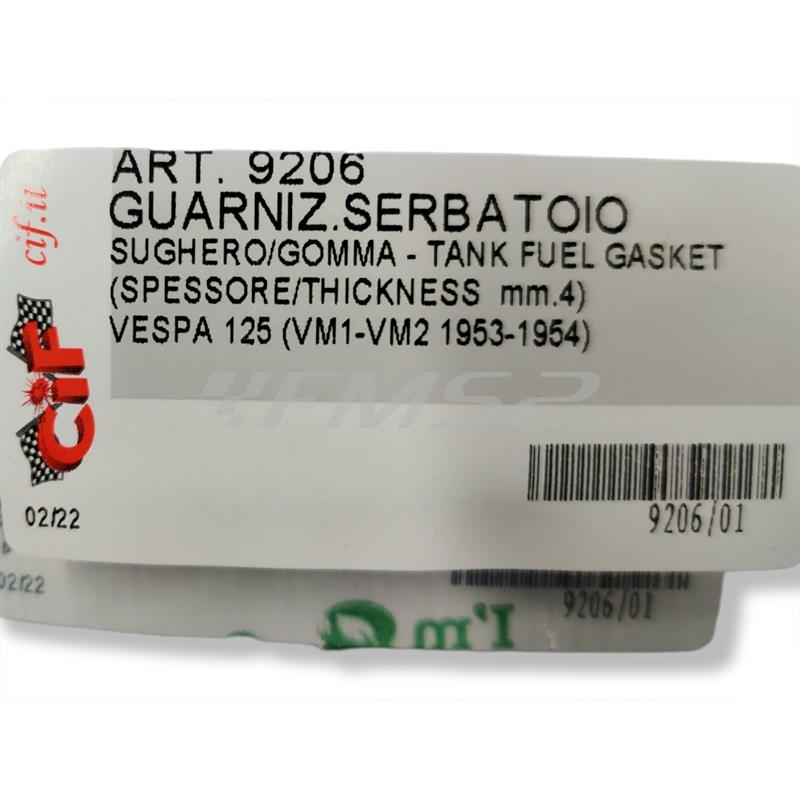 ART. 9206
GUARNIZ.SERBATOIO
SUGHERO/GOMMA - TANK FUEL GASKET
(SPESSORE/THICKNESS mm.4)
VESPA 125 (VM1-VM2 1953-1954)
cif.it
CiF
FMS2
02/22
9206/01
02/22
9206/01
I'm